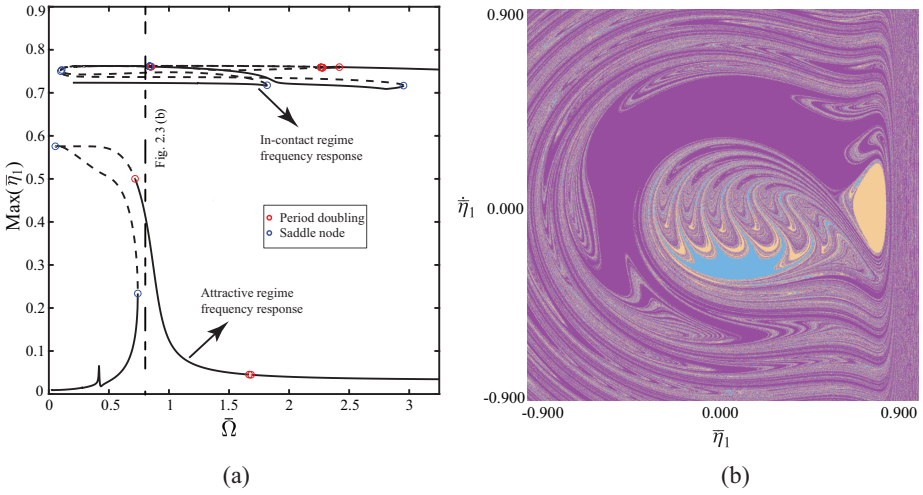 0.9
0.8
0.7
0.6
0.5
0.4
0.3
0.2
0.1
0
Max(η̅₁)
0
0.5
1
1.5
2
2.5
3
Ω̅
Fig. 2.3 (b)
In-contact regime
frequency response
Period doubling
Saddle node
Attractive regime
frequency response
(a)
0.900
0.000
-0.900
η̇̅₁
-0.900
0.000
0.900
η̅₁
(b)